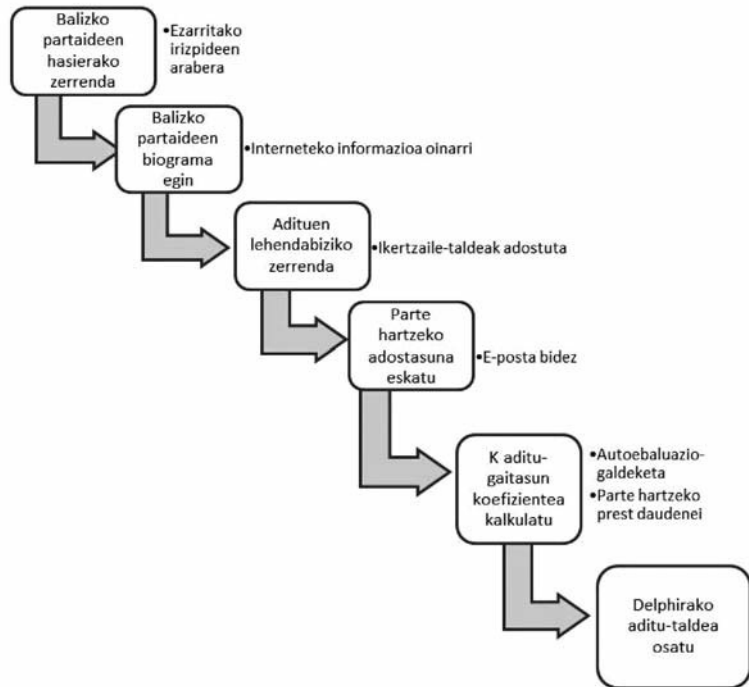 Balizko
partaideen
hasierako
zerrenda
•Ezarritako
irizpideen
arabera
Balizko
partaideen
biograma
egin
•Interneteko informazioa oinarri
Adituen
lehendabiziko
zerrenda
•Ikertzaile-taldeak adostuta
Parte
hartzeko
adostasuna
eskatu
•E-posta bidez
K aditu-
gaitasun
koefizientea
kalkulatu
•Autoebaluazio-
galdeketa
•Parte hartzeko
prest daudenei
Delphirako
aditu-taldea
osatu